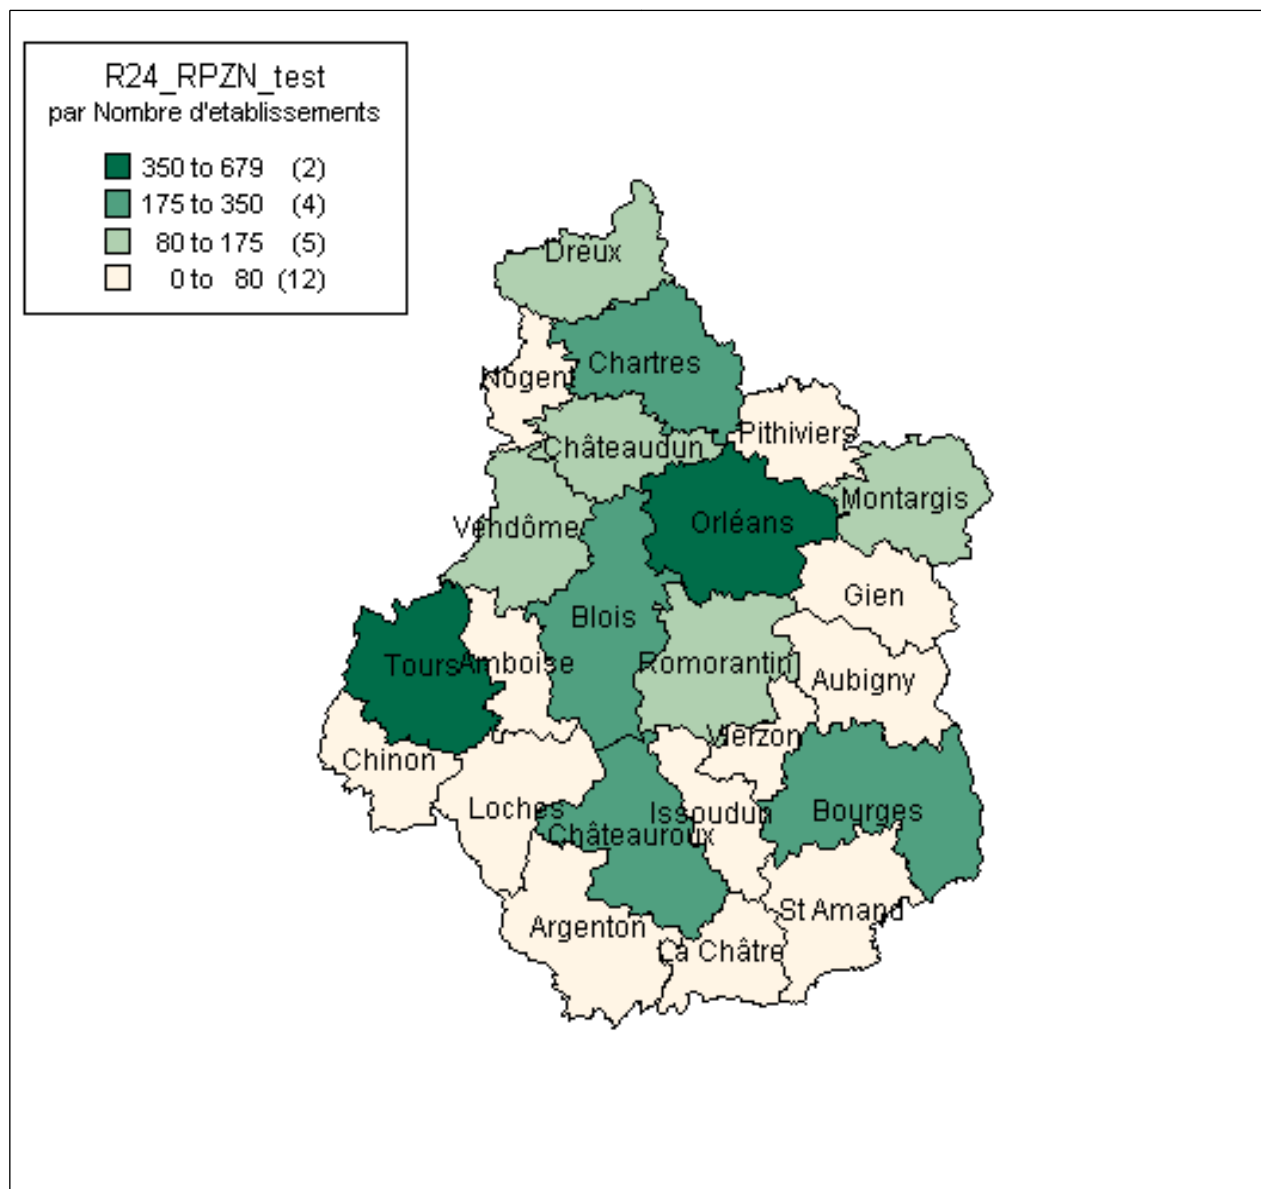 R24_RPZN_test
par Nombre d'etablissements
350 to 679 (2)
175 to 350 (4)
80 to 175 (5)
0 to 80 (12)
Dreux
Chartres
Nogent
Pithiviers
Châteaudun
Montargis
Orléans
Vendôme
Gien
Blois
Tours
Amboise
Romorantin
Aubigny
Vierzon
Chinon
Loches
Issoudun
Bourges
Châteauroux
St Amand
Argenton
La Châtre